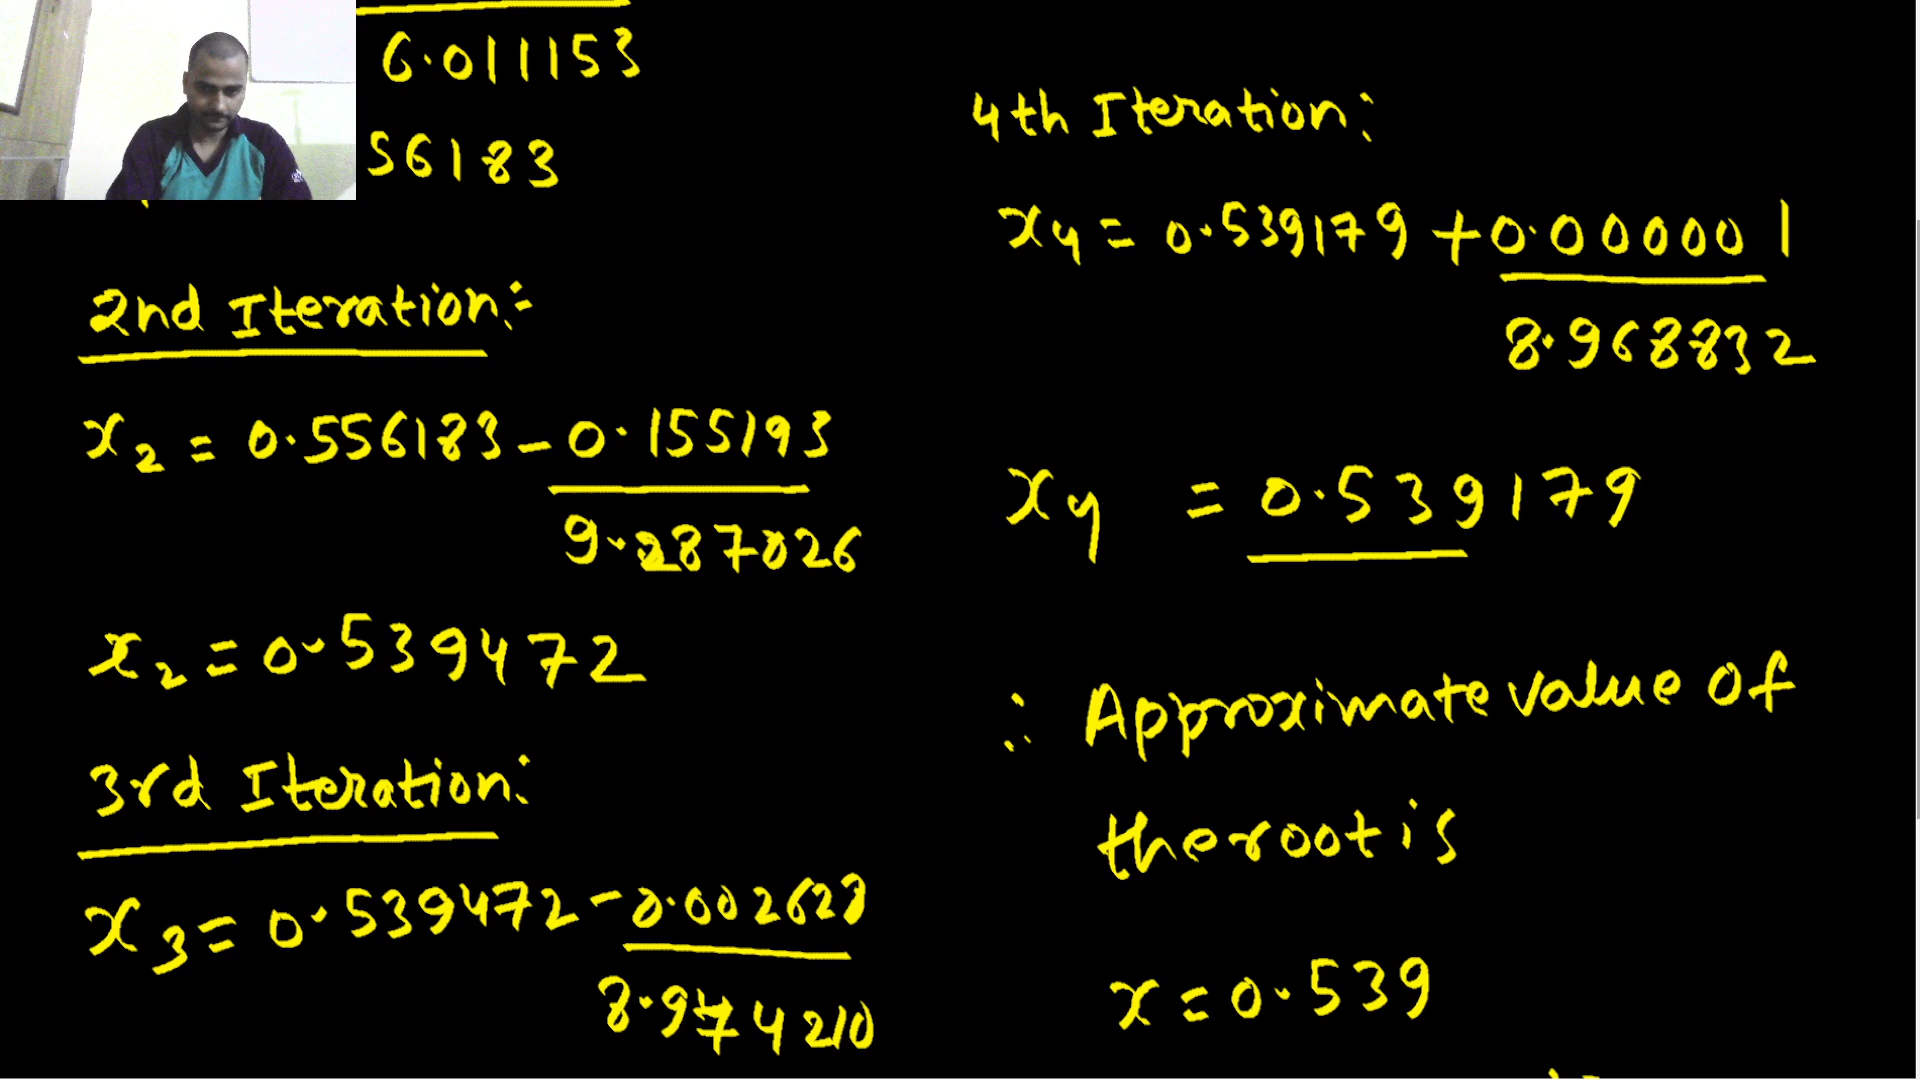 6.011153
56183
2nd Iteration:-
x2 = 0.556183 - 0.155193
9.287026
x2 = 0.539472
3rd Iteration:
x3 = 0.539472 - 0.002623
8.974210
4th Iteration:
x4 = 0.539179 + 0.000001
8.968832
x4 = 0.539179
∴ Approximate value of
the root is
x = 0.539